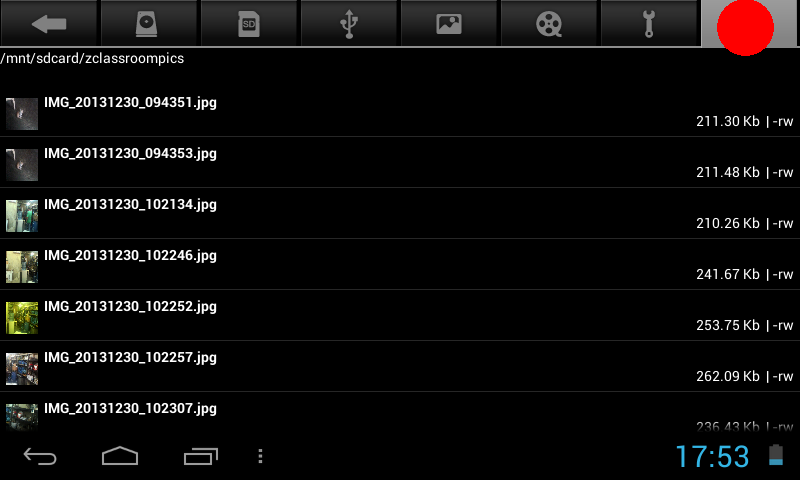 SD
/mnt/sdcard/zclassroompics
IMG_20131230_094351.jpg
211.30 Kb | -rw
IMG_20131230_094353.jpg
211.48 Kb | -rw
IMG_20131230_102134.jpg
210.26 Kb | -rw
IMG_20131230_102246.jpg
241.67 Kb | -rw
IMG_20131230_102252.jpg
253.75 Kb | -rw
IMG_20131230_102257.jpg
262.09 Kb | -rw
IMG_20131230_102307.jpg
236.43 Kb | -rw
17:53